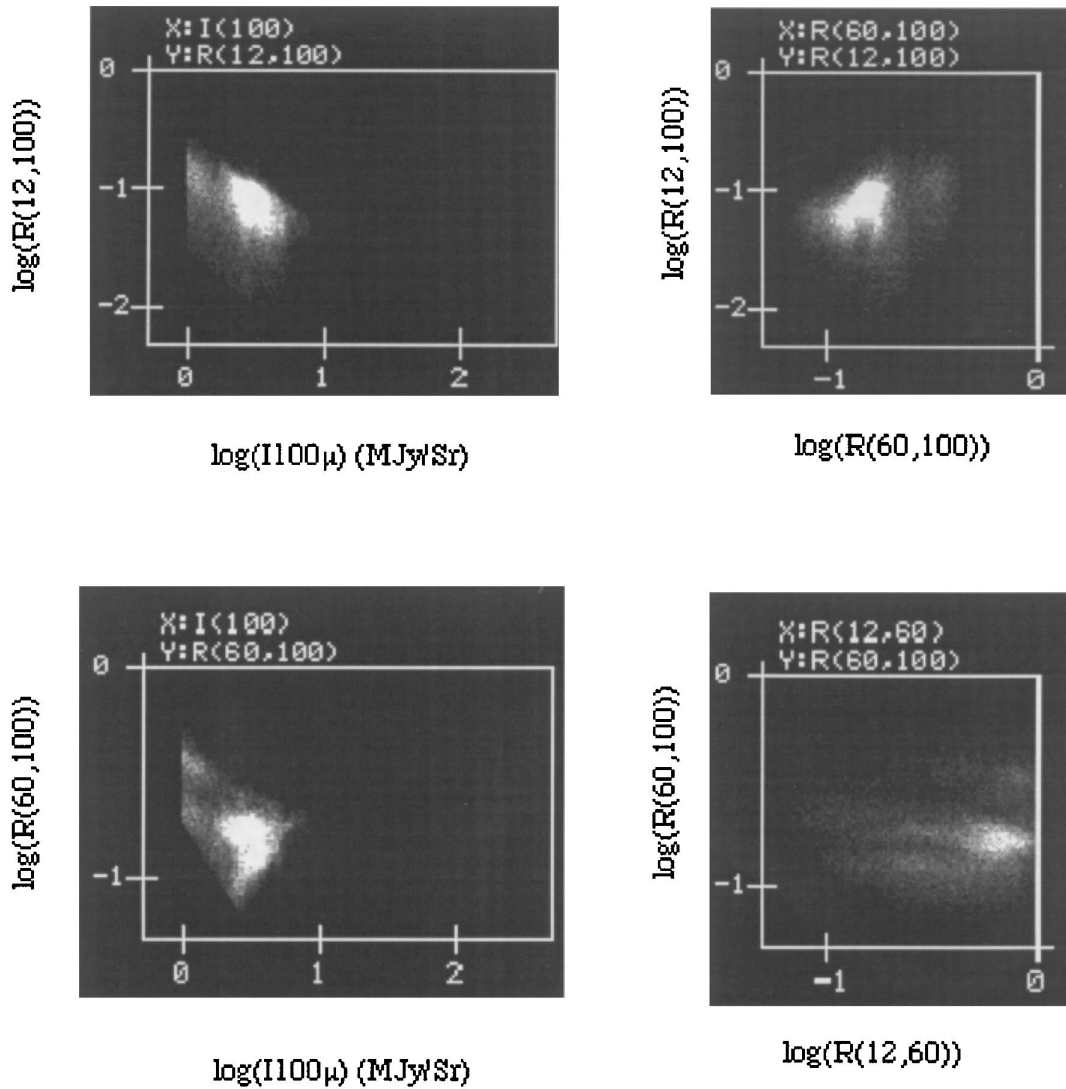 X:I(100)
Y:R(12,100)
0
-1
-2
0 1 2
log(R(12,100))
log(I100μ) (MJy/Sr)
X:R(60,100)
Y:R(12,100)
0
-1
-2
-1 0
log(R(12,100))
log(R(60,100))
X:I(100)
Y:R(60,100)
0
-1
0 1 2
log(R(60,100))
log(I100μ) (MJy/Sr)
X:R(12,60)
Y:R(60,100)
0
-1
-1 0
log(R(60,100))
log(R(12,60))